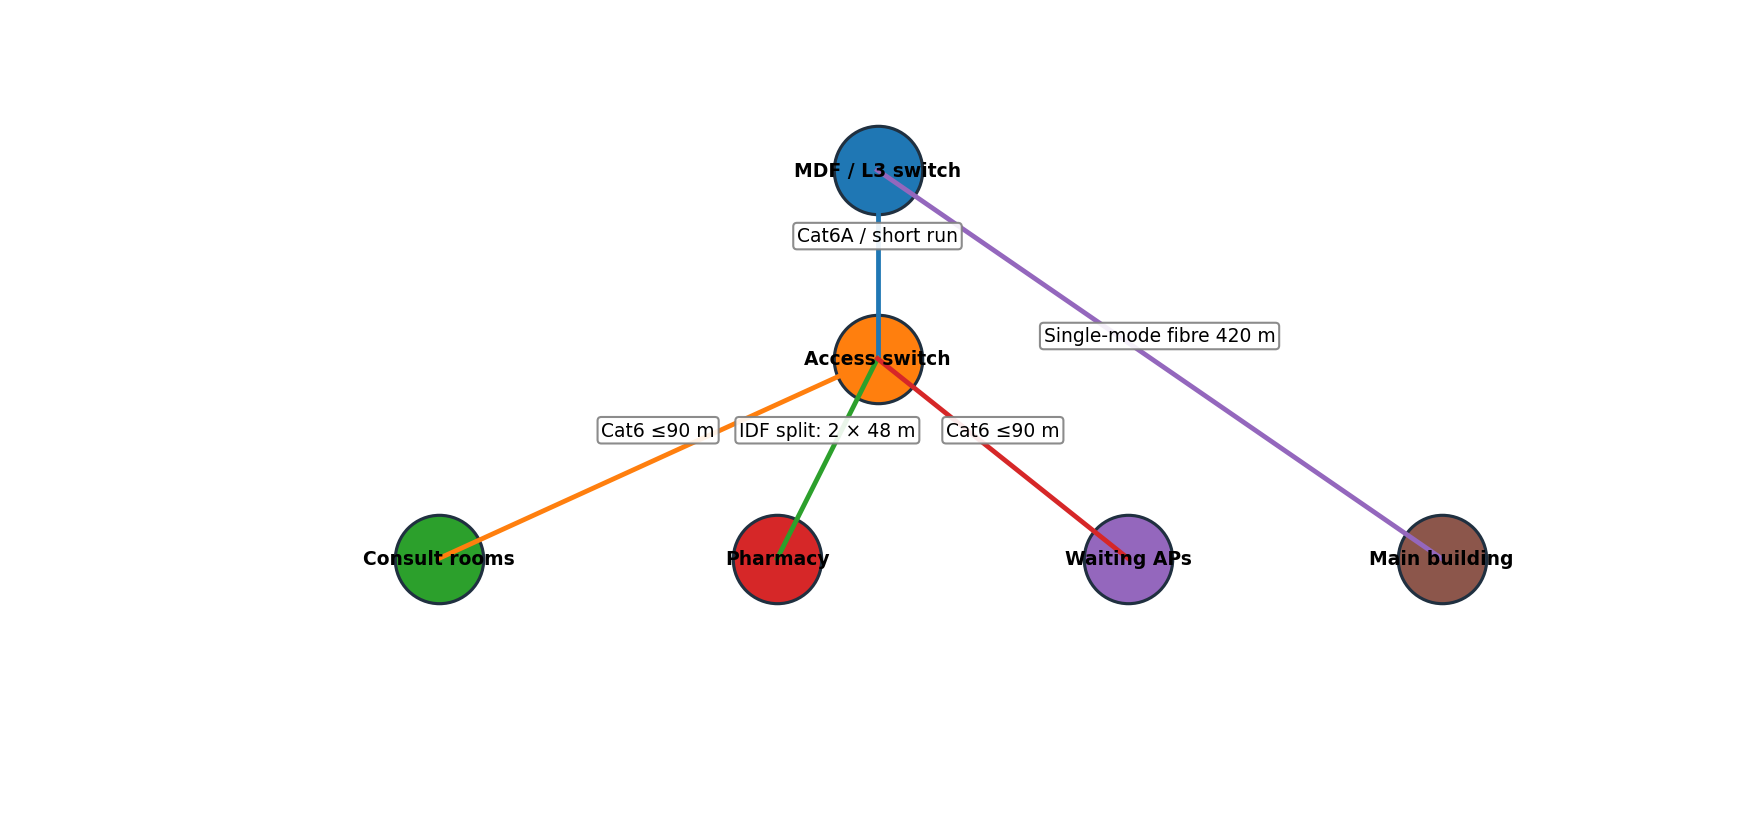 MDF / L3 switch
Cat6A / short run
Single-mode fibre 420 m
Access switch
Cat6 ≤90 m
IDF split: 2 × 48 m
Cat6 ≤90 m
Consult rooms
Pharmacy
Waiting APs
Main building